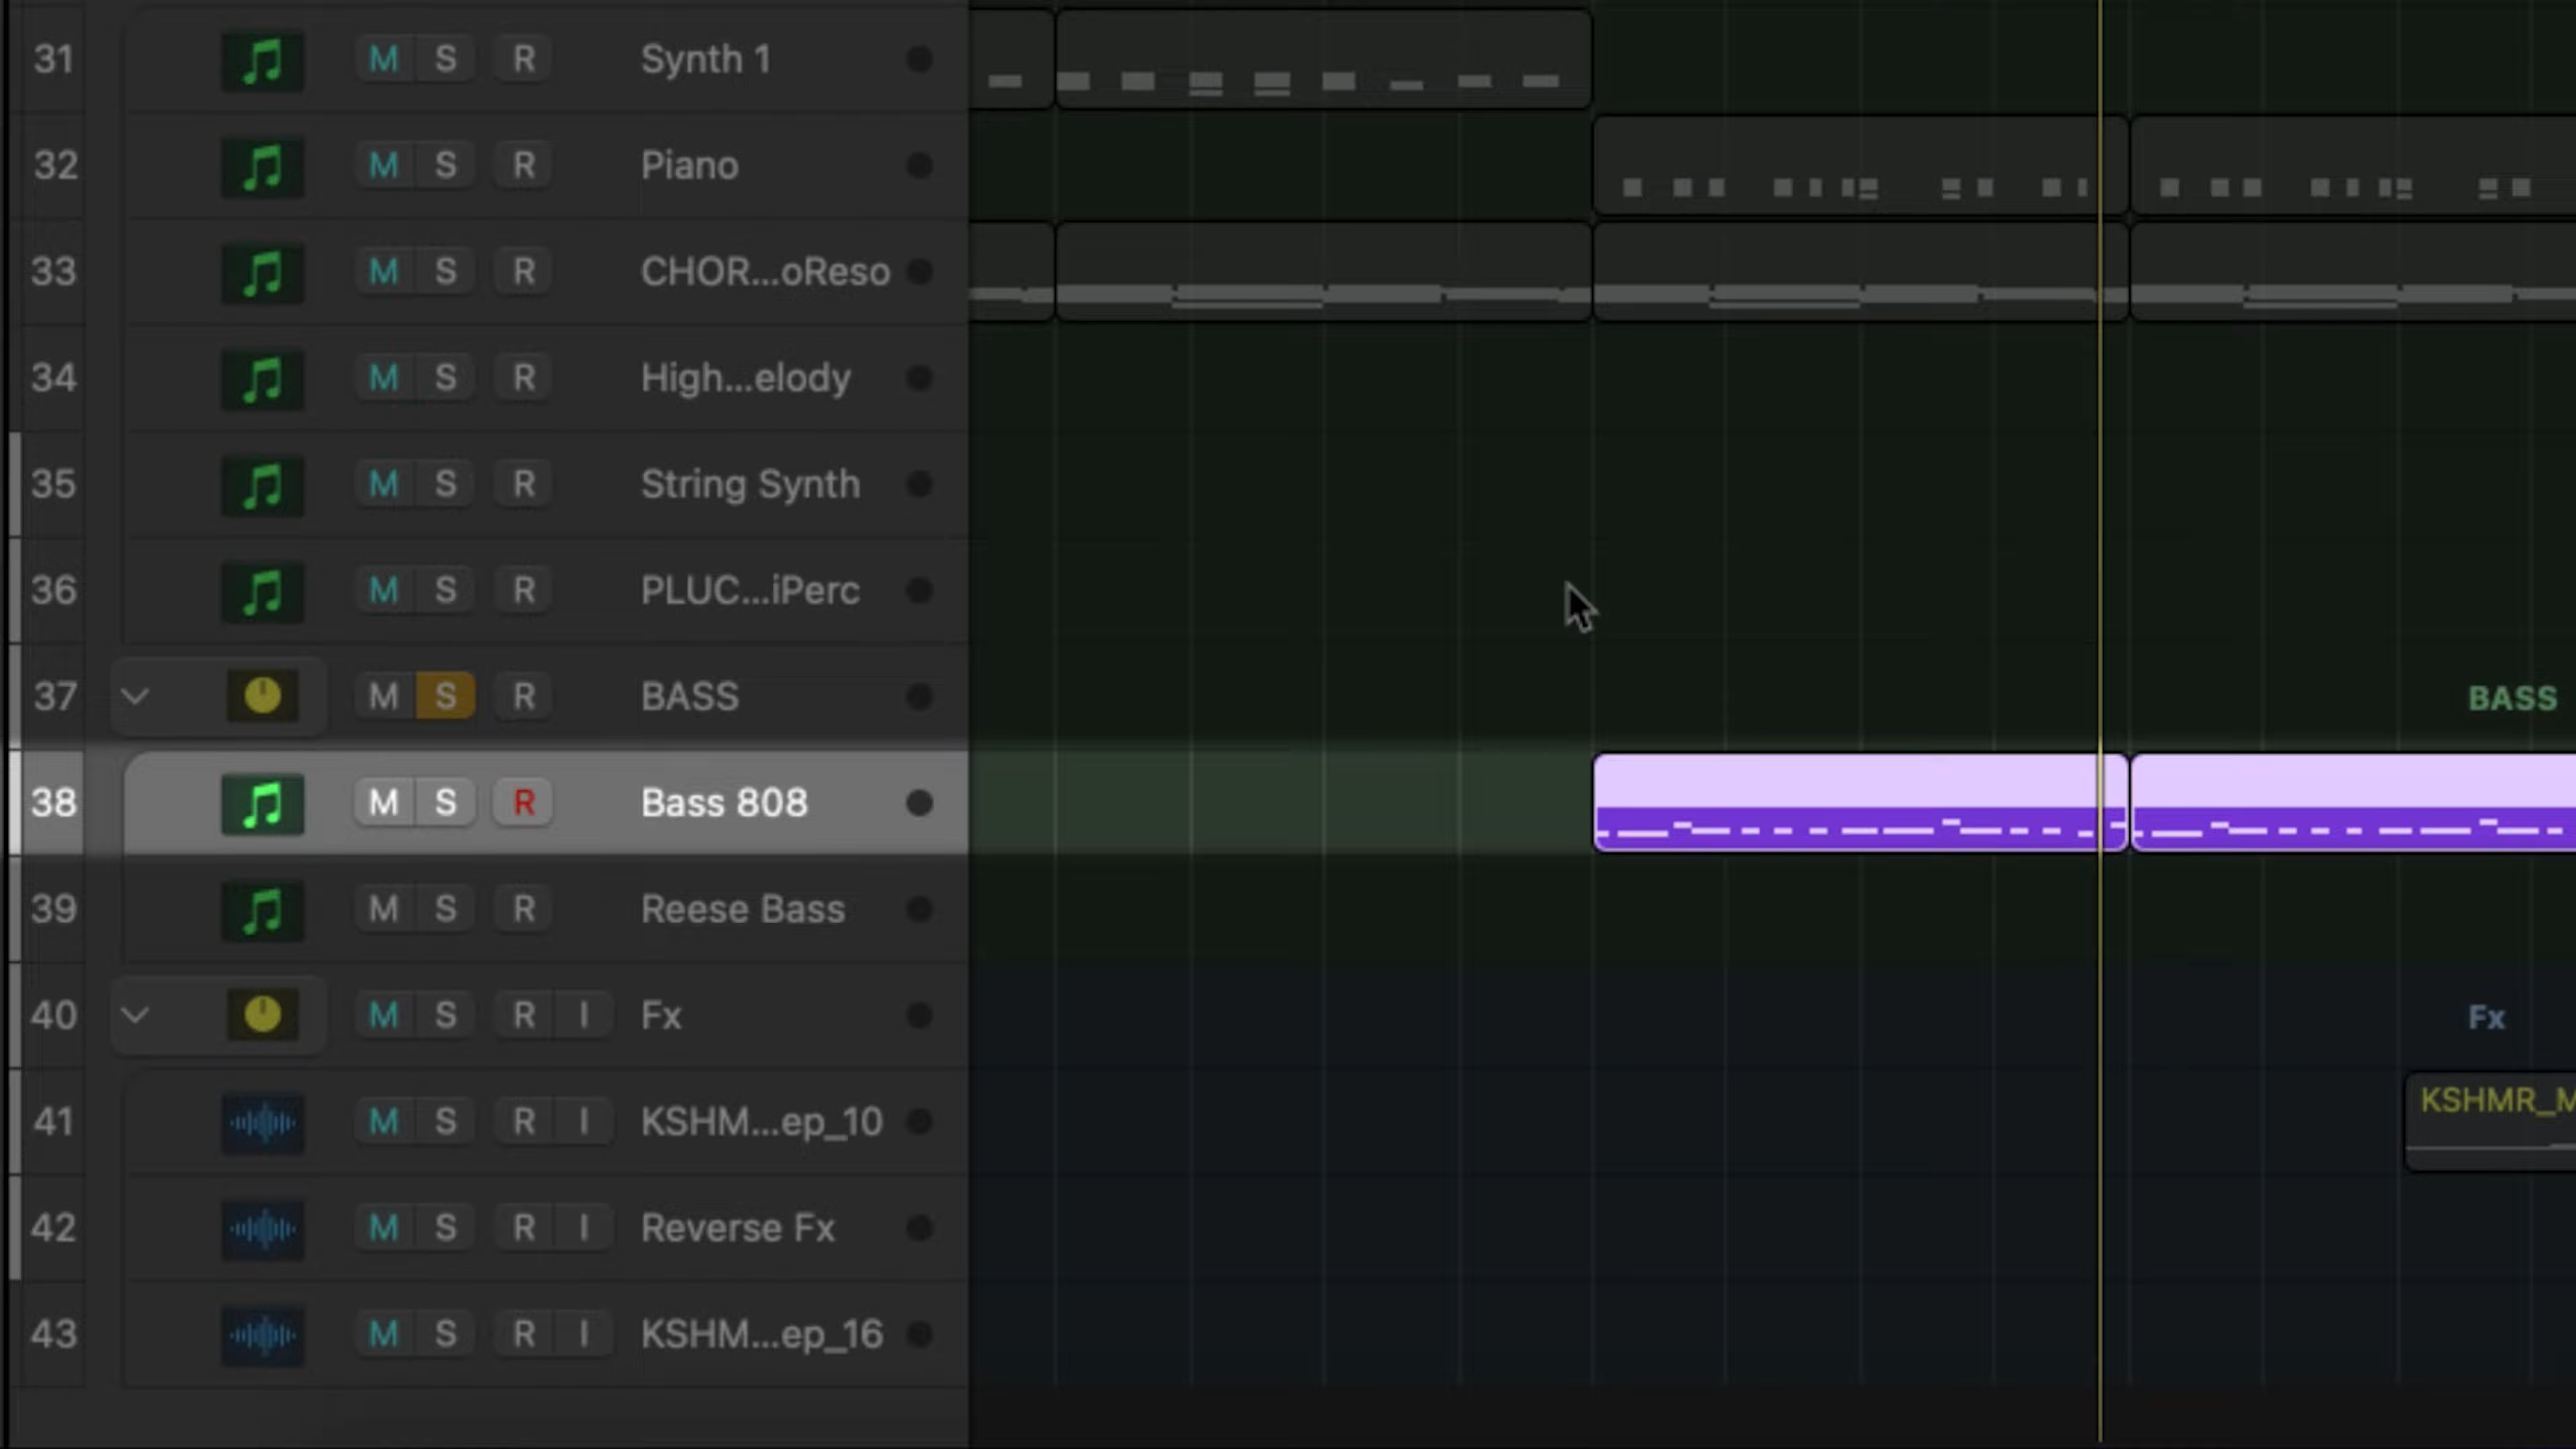 31 M S R Synth 1
32 M S R Piano
33 M S R CHOR...oReso
34 M S R High...elody
35 M S R String Synth
36 M S R PLUC...iPerc
37 M S R BASS BASS
38 M S R Bass 808
39 M S R Reese Bass
40 M S R I Fx Fx
41 M S R I KSHM...ep_10 KSHMR_M
42 M S R I Reverse Fx
43 M S R I KSHM...ep_16